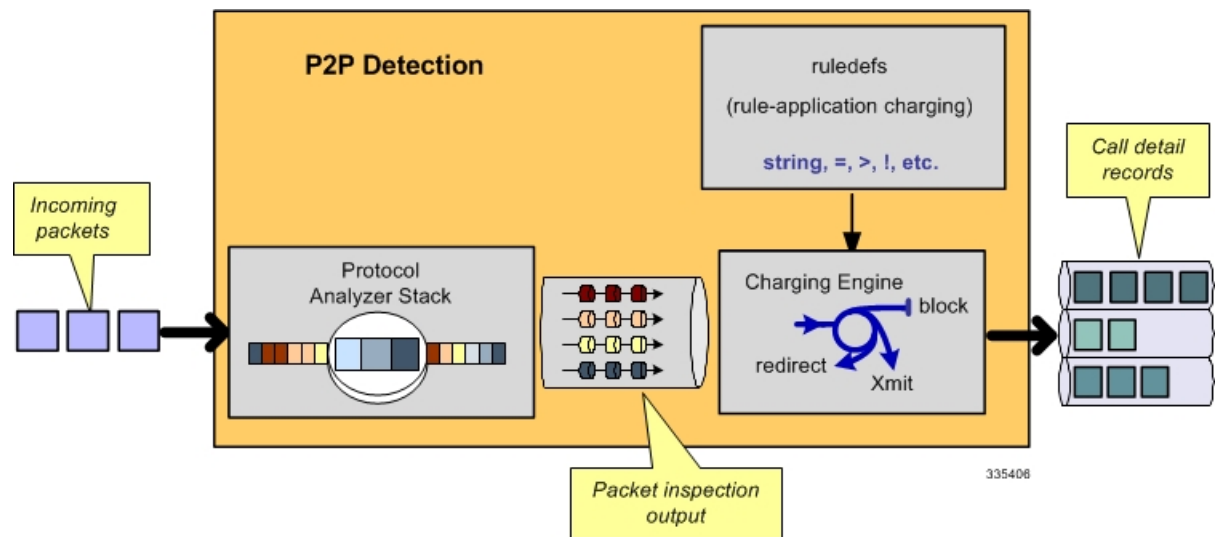 P2P Detection
ruledefs
(rule-application charging)
string, =, >, !, etc.
Call detail
records
Incoming
packets
Protocol
Analyzer Stack
Charging Engine
block
redirect
Xmit
335406
Packet inspection
output